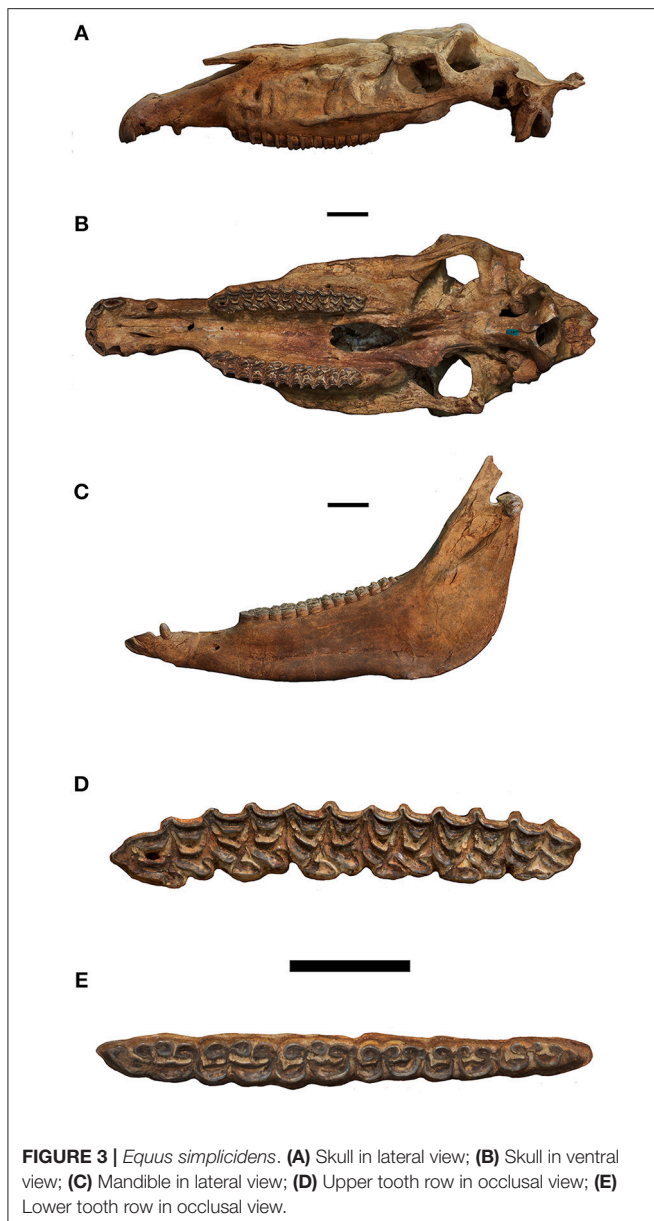 A
B
C
D
E
FIGURE 3 | Equus simplicidens. (A) Skull in lateral view; (B) Skull in ventral
view; (C) Mandible in lateral view; (D) Upper tooth row in occlusal view; (E)
Lower tooth row in occlusal view.